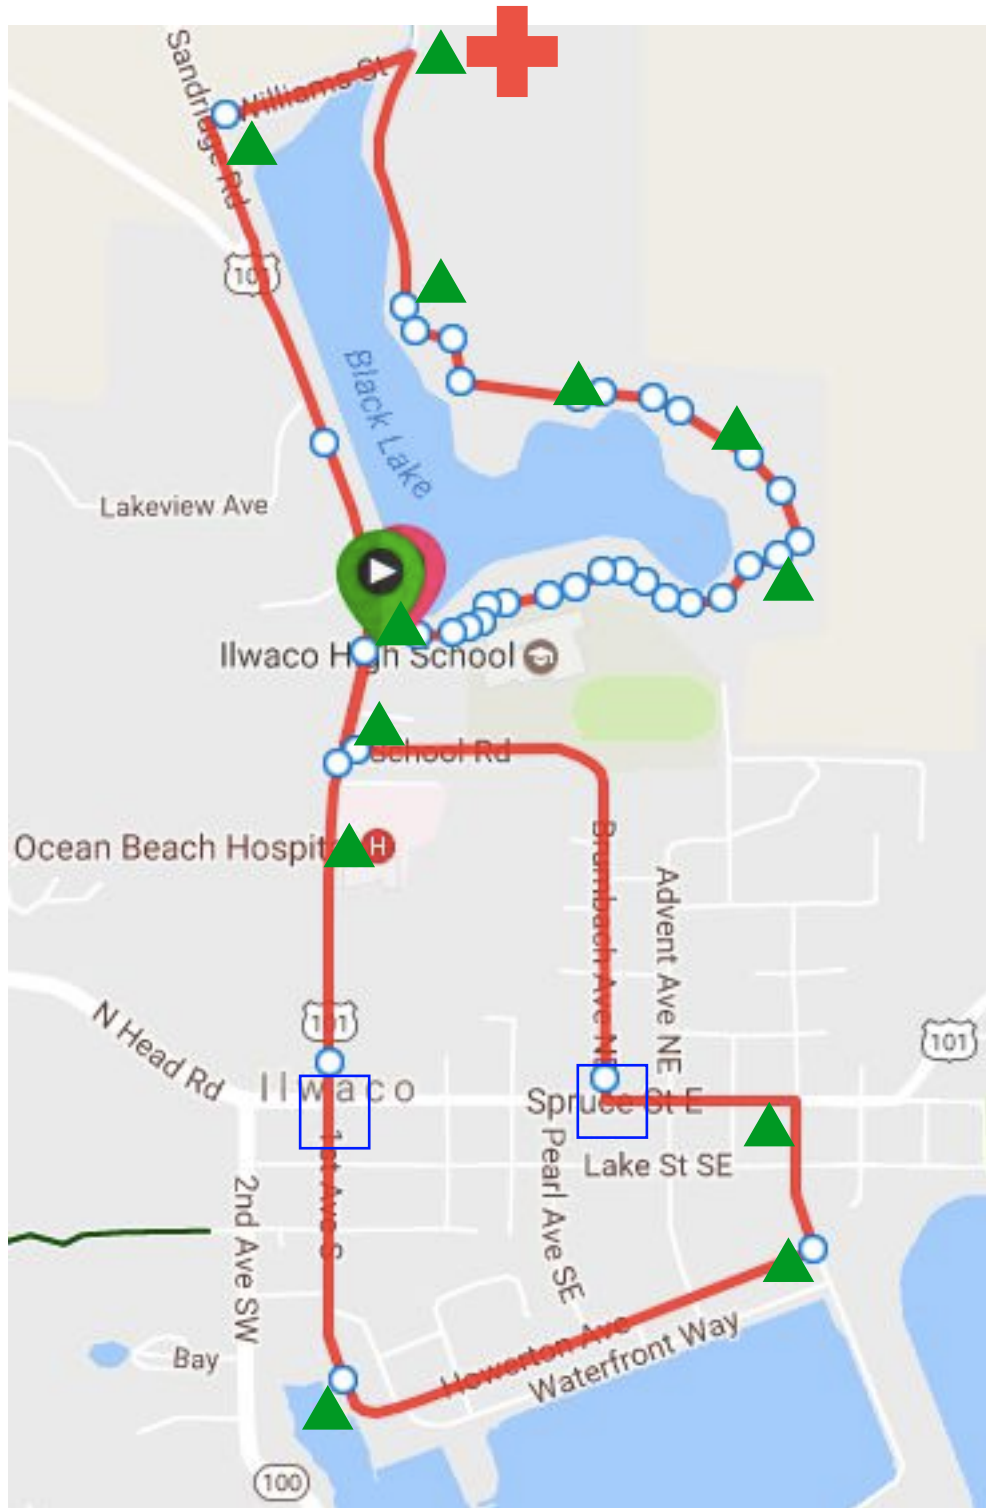 Sandridge Rd
Williams St
101
Black Lake
Lakeview Ave
Ilwaco High School
School Rd
Ocean Beach Hospital
H
Brumbach Ave NE
Advent Ave NE
N Head Rd
101
101
Ilwaco
Spruce St E
1st Ave S
Pearl Ave SE
Lake St SE
2nd Ave SW
Bay
Howerton Ave
Waterfront Way
100